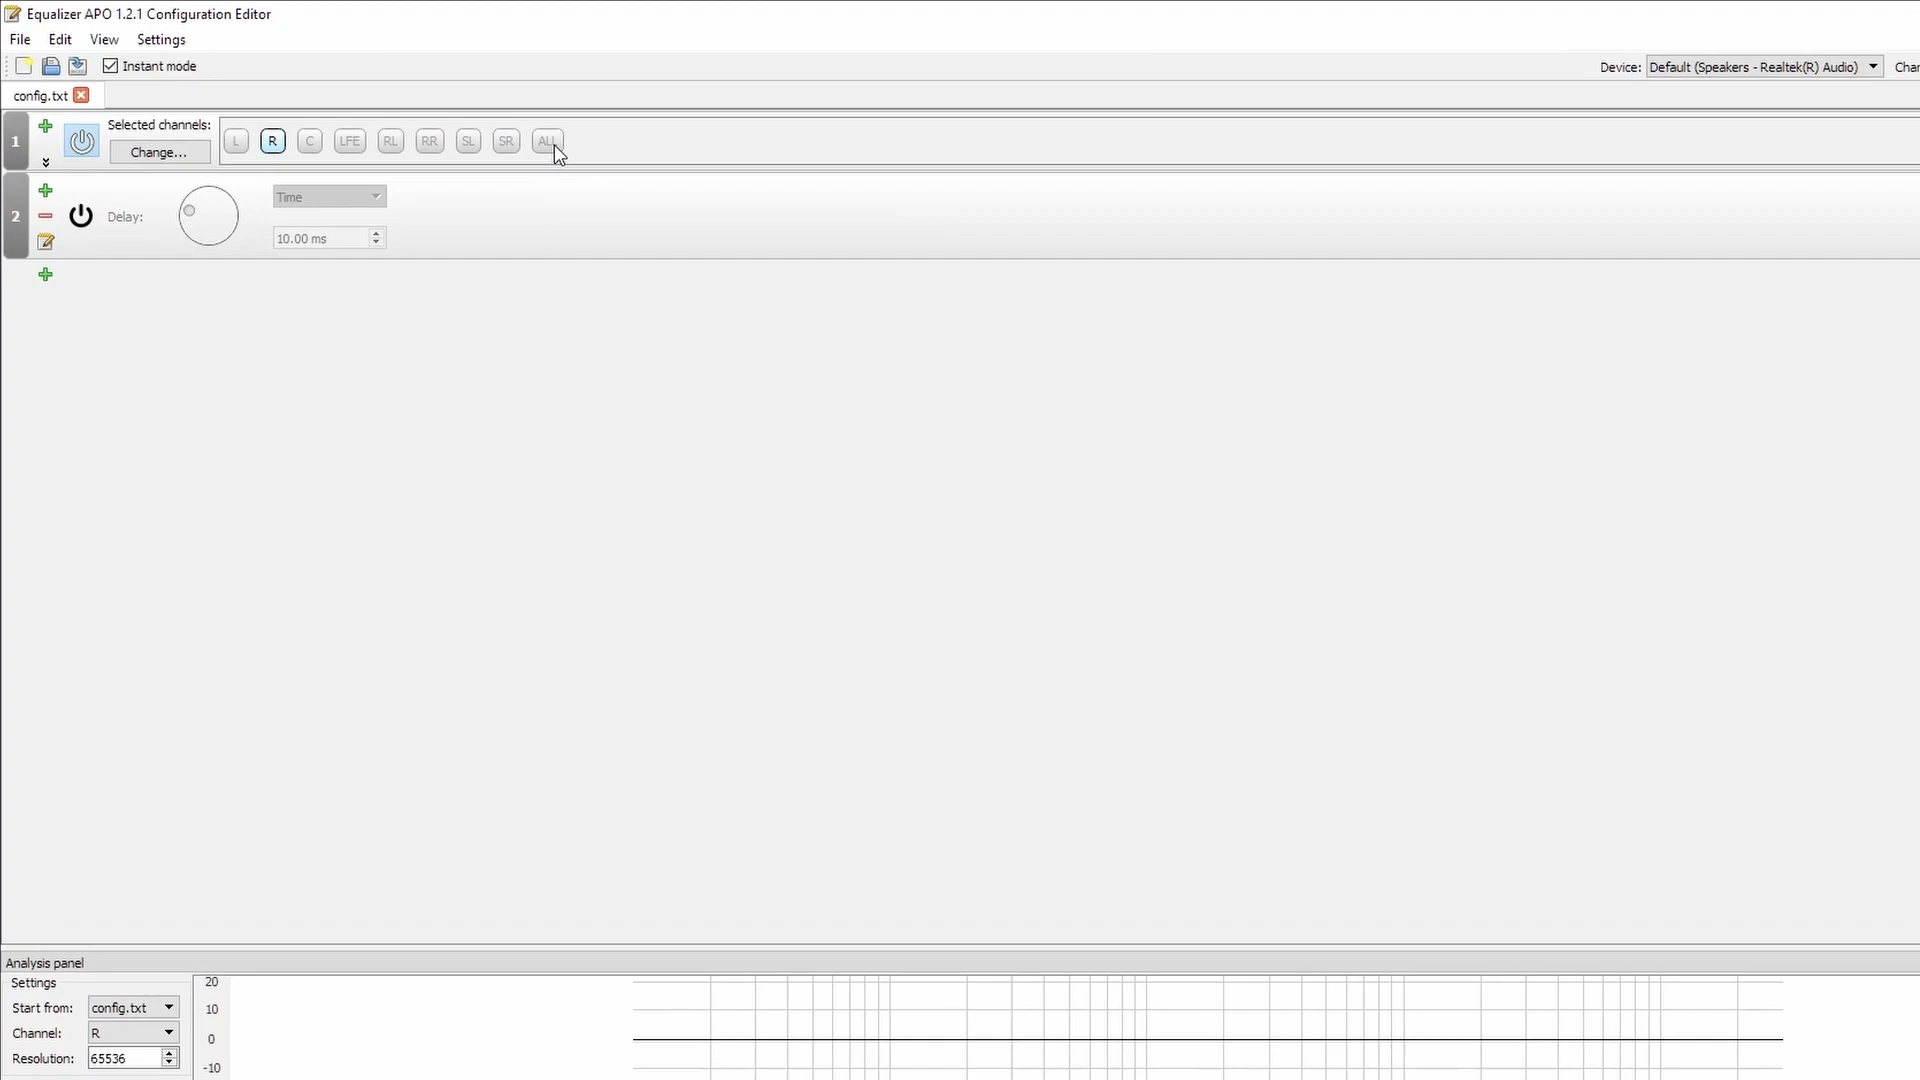 Equalizer APO 1.2.1 Configuration Editor
File Edit View Settings
Instant mode
Device: Default (Speakers - Realtek(R) Audio)
config.txt
1
Selected channels:
Change...
L R C LFE RL RR SL SR ALL
2
Delay:
Time
10.00 ms
Analysis panel
Settings
Start from: config.txt
Channel: R
Resolution: 65536
20
10
0
-10